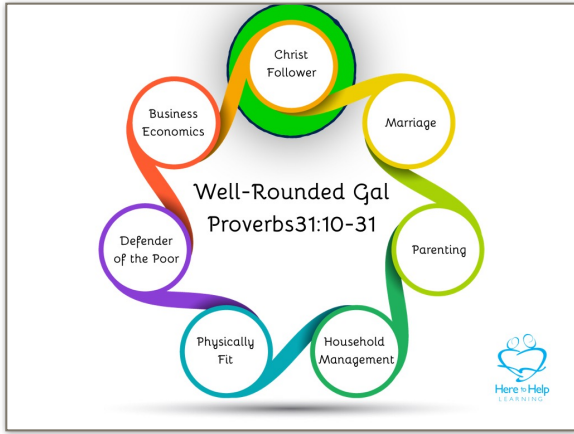 Christ
Follower
Business
Economics
Marriage
Well-Rounded Gal
Proverbs31:10-31
Defender
of the Poor
Parenting
Physically
Fit
Household
Management
Here to Help
LEARNING